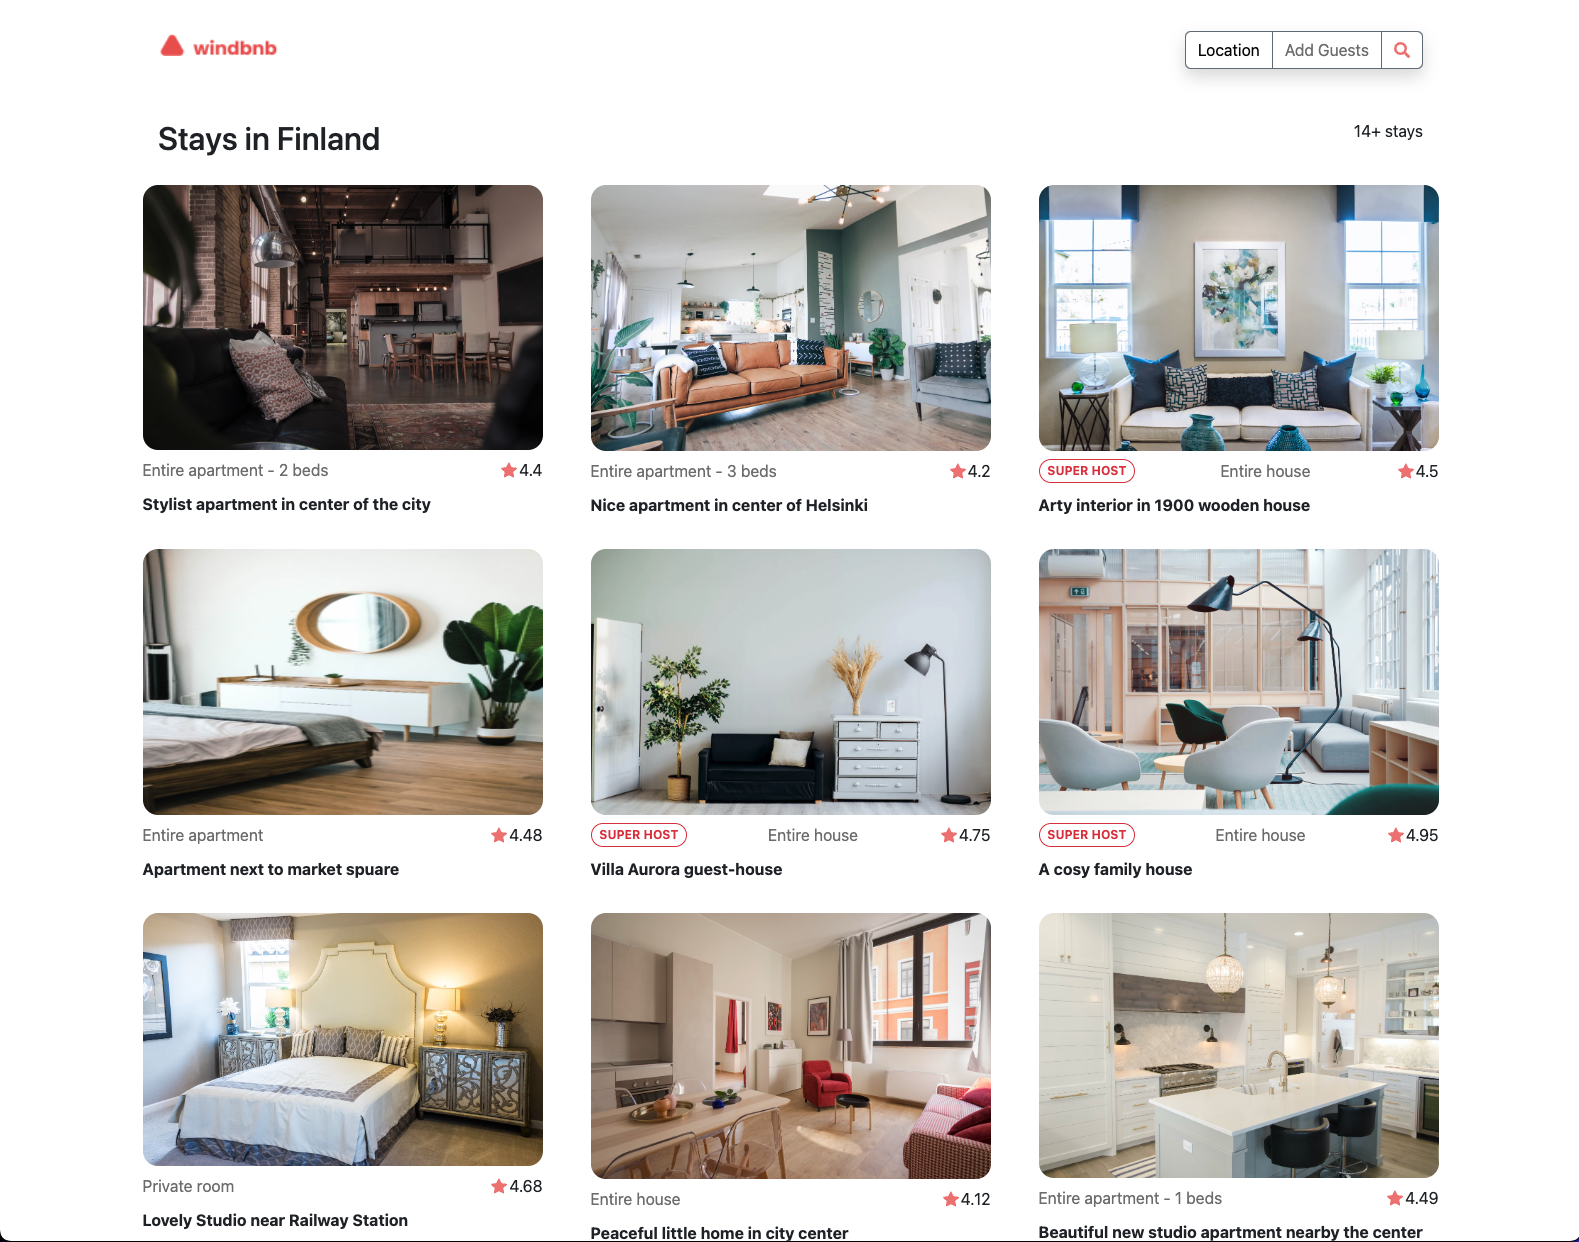 windbnb
Location
Add Guests
Stays in Finland
14+ stays
Entire apartment - 2 beds
4.4
Stylist apartment in center of the city
Entire apartment - 3 beds
4.2
Nice apartment in center of Helsinki
SUPER HOST
Entire house
4.5
Arty interior in 1900 wooden house
Entire apartment
4.48
Apartment next to market spuare
SUPER HOST
Entire house
4.75
Villa Aurora guest-house
SUPER HOST
Entire house
4.95
A cosy family house
Private room
4.68
Lovely Studio near Railway Station
Entire house
4.12
Peaceful little home in city center
Entire apartment - 1 beds
4.49
Beautiful new studio apartment nearby the center